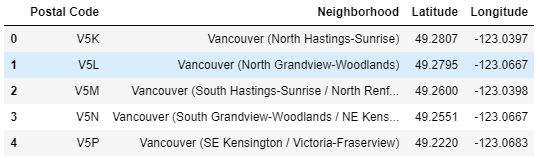 Postal Code Neighborhood Latitude Longitude
0 V5K Vancouver (North Hastings-Sunrise) 49.2807 -123.0397
1 V5L Vancouver (North Grandview-Woodlands) 49.2795 -123.0667
2 V5M Vancouver (South Hastings-Sunrise / North Renf... 49.2600 -123.0398
3 V5N Vancouver (South Grandview-Woodlands / NE Kens... 49.2551 -123.0667
4 V5P Vancouver (SE Kensington / Victoria-Fraserview) 49.2220 -123.0683